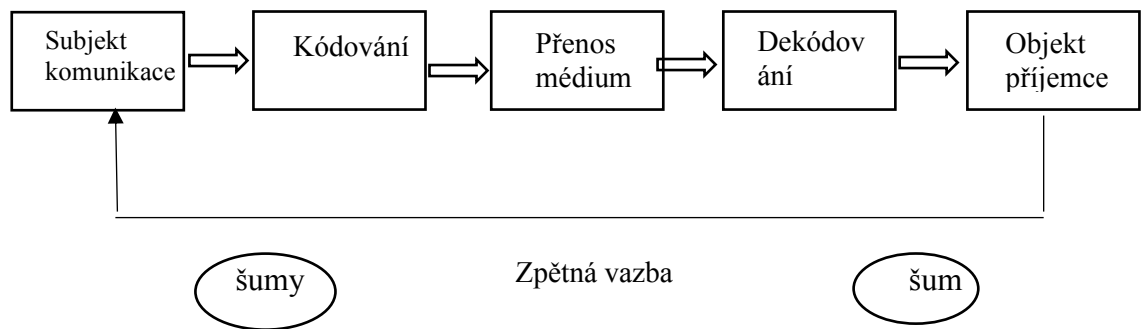 Subjekt
komunikace
Kódování
Přenos
médium
Dekódov
ání
Objekt
příjemce
šumy
Zpětná vazba
šum